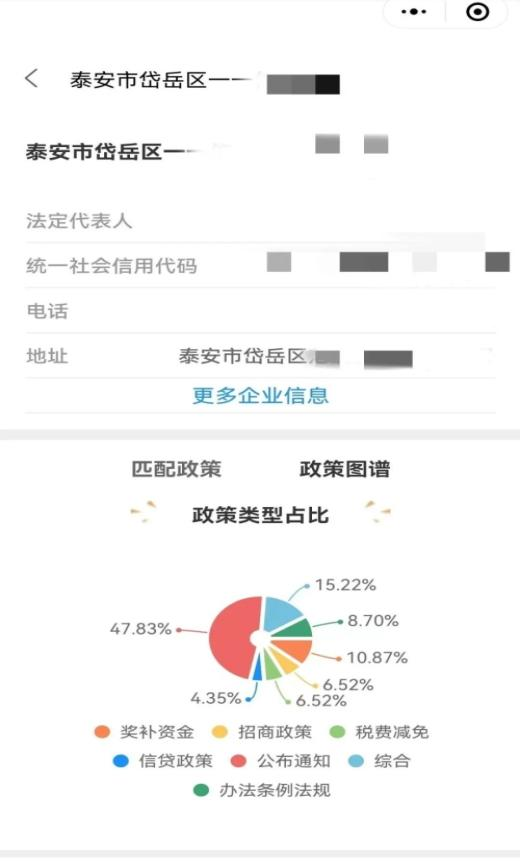 泰安市岱岳区一一
泰安市岱岳区一一
法定代表人
统一社会信用代码
电话
地址 泰安市岱岳区
更多企业信息
匹配政策 政策图谱
政策类型占比
15.22%
47.83% 8.70%
10.87%
6.52%
4.35% 6.52%
奖补资金 招商政策 税费减免
信贷政策 公布通知 综合
办法条例法规